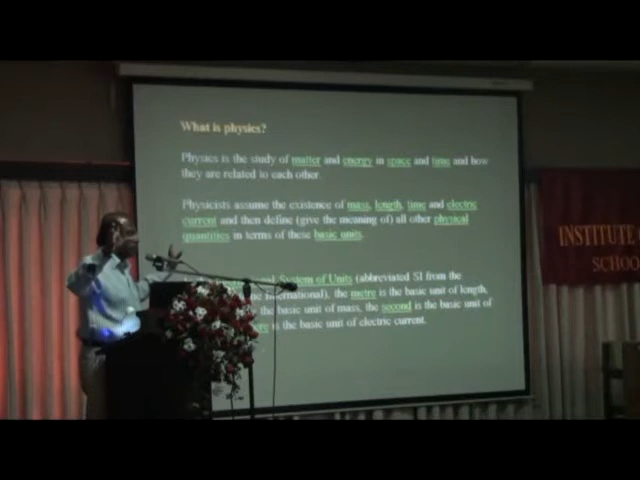 What is physics?
Physics is the study of matter and energy in space and time and how
they are related to each other.
Physicists assume the existence of mass, length, time and electric
current and then define (give the meaning of) all other physical
quantities in terms of these basic units.
System of Units (abbreviated SI from the
International), the metre is the basic unit of length,
the basic unit of mass, the second is the basic unit of
is the basic unit of electric current.
INSTITUTE
SCHOO